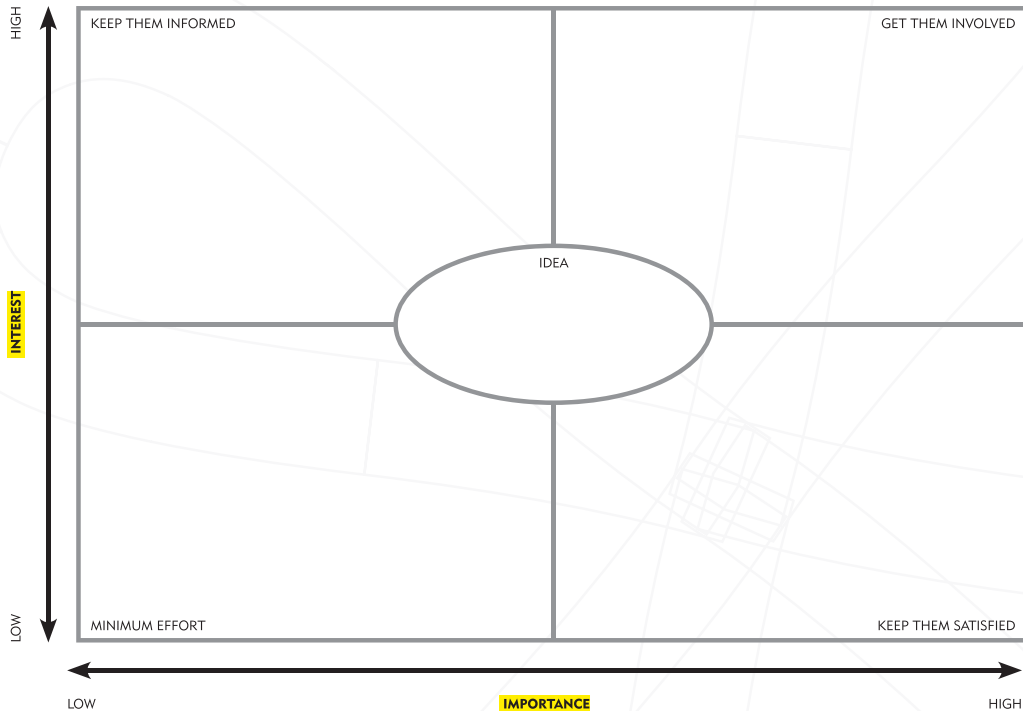 HIGH
KEEP THEM INFORMED
GET THEM INVOLVED
IDEA
INTEREST
MINIMUM EFFORT
KEEP THEM SATISFIED
LOW
LOW
IMPORTANCE
HIGH